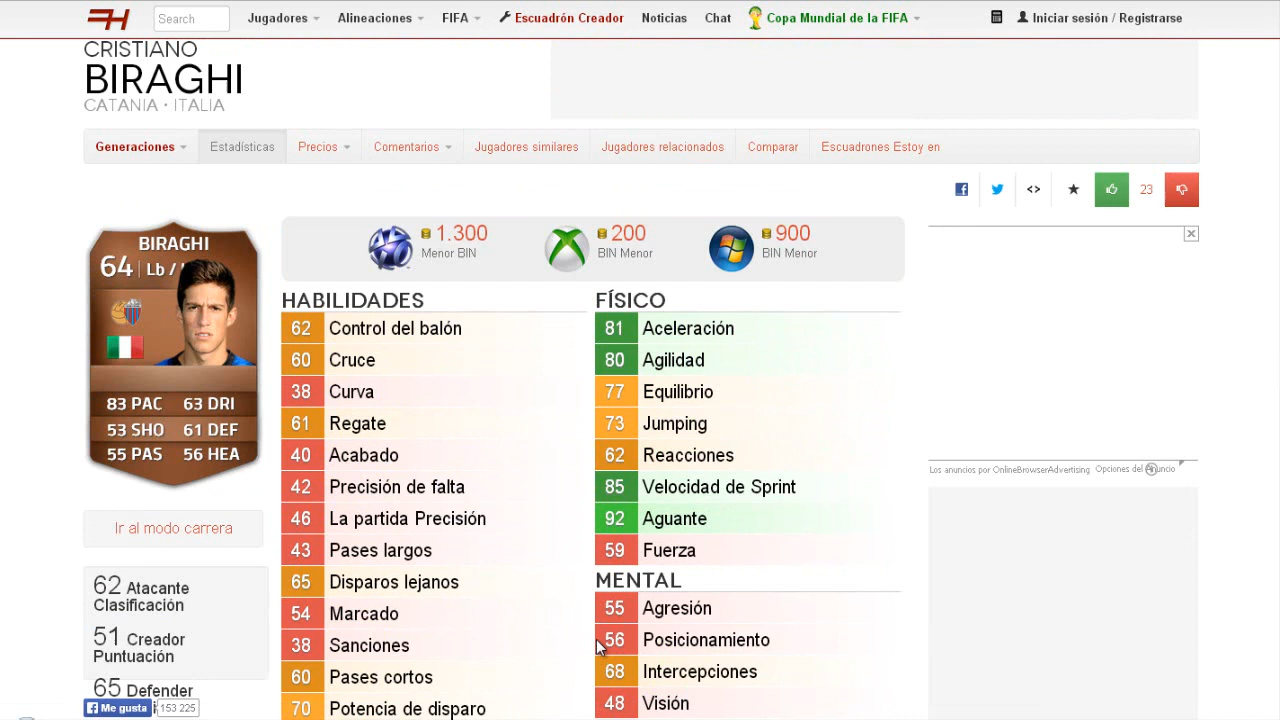 Search
Jugadores
Alineaciones
FIFA
Escuadrón Creador
Noticias
Chat
Copa Mundial de la FIFA
Iniciar sesión / Registrarse
CRISTIANO
BIRAGHI
CATANIA • ITALIA
Generaciones
Estadísticas
Precios
Comentarios
Jugadores similares
Jugadores relacionados
Comparar
Escuadrones Estoy en
23
BIRAGHI
64 Lb /
83 PAC 63 DRI
53 SHO 61 DEF
55 PAS 56 HEA
1.300
Menor BIN
200
BIN Menor
900
BIN Menor
HABILIDADES
62 Control del balón
60 Cruce
38 Curva
61 Regate
40 Acabado
42 Precisión de falta
46 La partida Precisión
43 Pases largos
65 Disparos lejanos
54 Marcado
38 Sanciones
60 Pases cortos
70 Potencia de disparo
FÍSICO
81 Aceleración
80 Agilidad
77 Equilibrio
73 Jumping
62 Reacciones
85 Velocidad de Sprint
92 Aguante
59 Fuerza
MENTAL
55 Agresión
56 Posicionamiento
68 Intercepciones
48 Visión
Los anuncios por OnlineBrowserAdvertising Opciones del Anuncio
Ir al modo carrera
62 Atacante
Clasificación
51 Creador
Puntuación
65 Defender
Me gusta 153 225